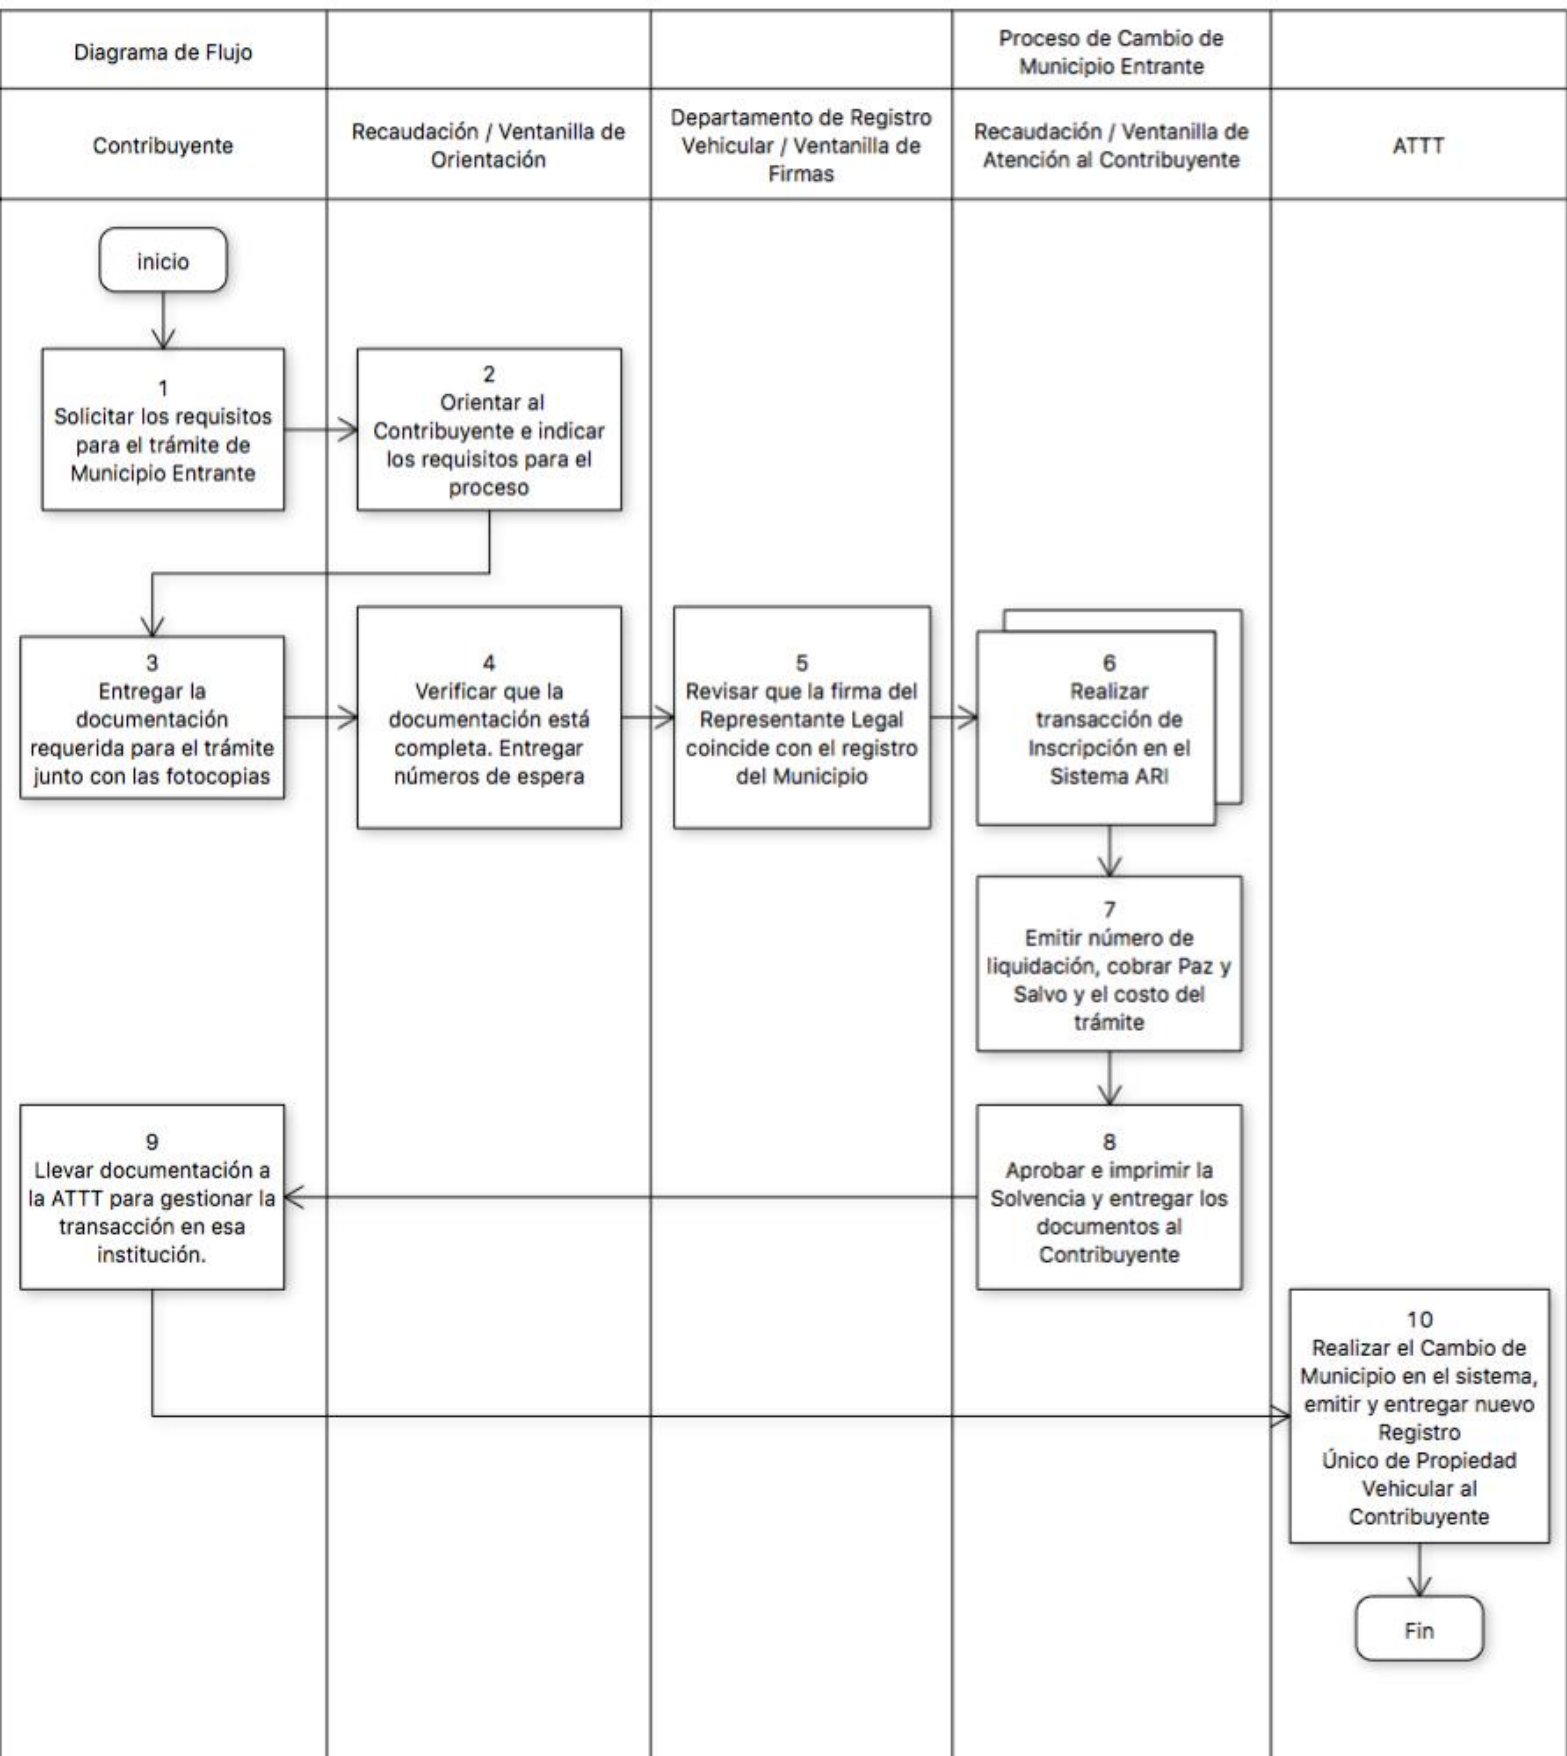 Diagrama de Flujo
Proceso de Cambio de
Municipio Entrante
Contribuyente
Recaudación / Ventanilla de
Orientación
Departamento de Registro
Vehicular / Ventanilla de
Firmas
Recaudación / Ventanilla de
Atención al Contribuyente
ATTT
inicio
1
Solicitar los requisitos
para el trámite de
Municipio Entrante
2
Orientar al
Contribuyente e indicar
los requisitos para el
proceso
3
Entregar la
documentación
requerida para el trámite
junto con las fotocopias
4
Verificar que la
documentación está
completa. Entregar
números de espera
5
Revisar que la firma del
Representante Legal
coincide con el registro
del Municipio
6
Realizar
transacción de
Inscripción en el
Sistema ARI
7
Emitir número de
liquidación, cobrar Paz y
Salvo y el costo del
trámite
8
Aprobar e imprimir la
Solvencia y entregar los
documentos al
Contribuyente
9
Llevar documentación a
la ATTT para gestionar la
transacción en esa
institución.
10
Realizar el Cambio de
Municipio en el sistema,
emitir y entregar nuevo
Registro
Único de Propiedad
Vehicular al
Contribuyente
Fin